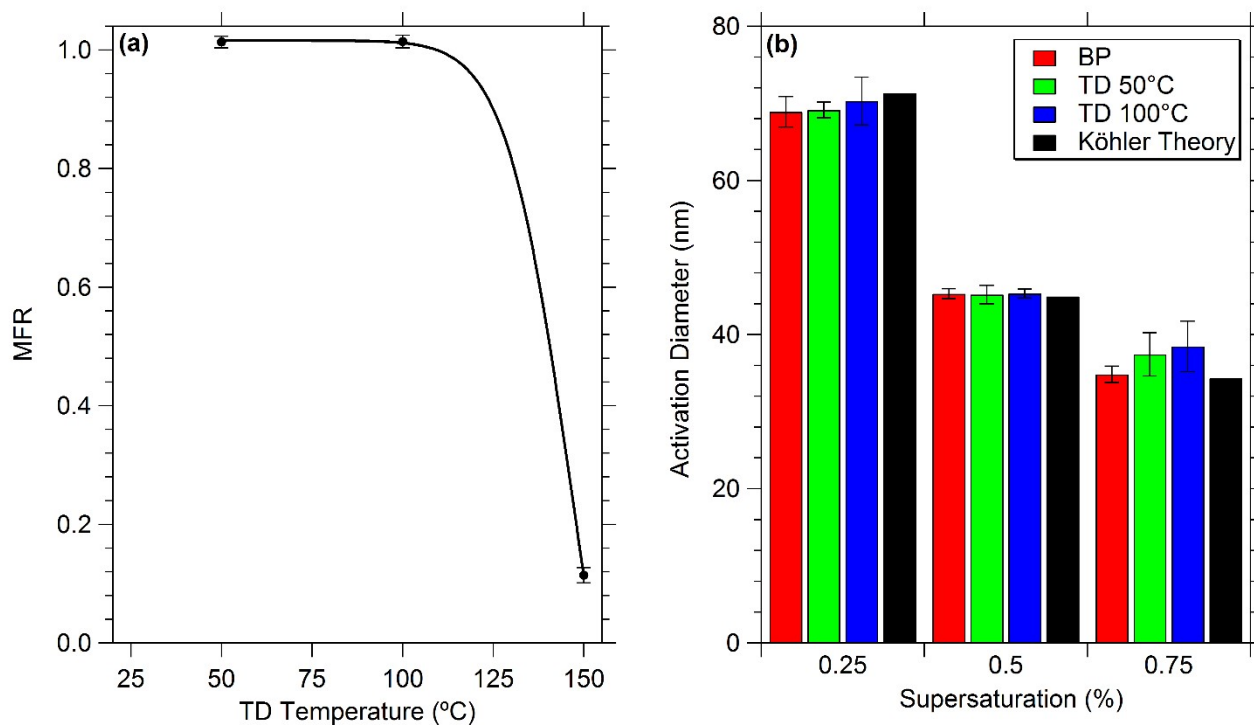 (a)
1.0
0.8
0.6
0.4
0.2
0.0
MFR
25 50 75 100 125 150
TD Temperature (ºC)
(b)
BP
TD 50°C
TD 100°C
Köhler Theory
80
60
40
20
0
Activation Diameter (nm)
0.25 0.5 0.75
Supersaturation (%)